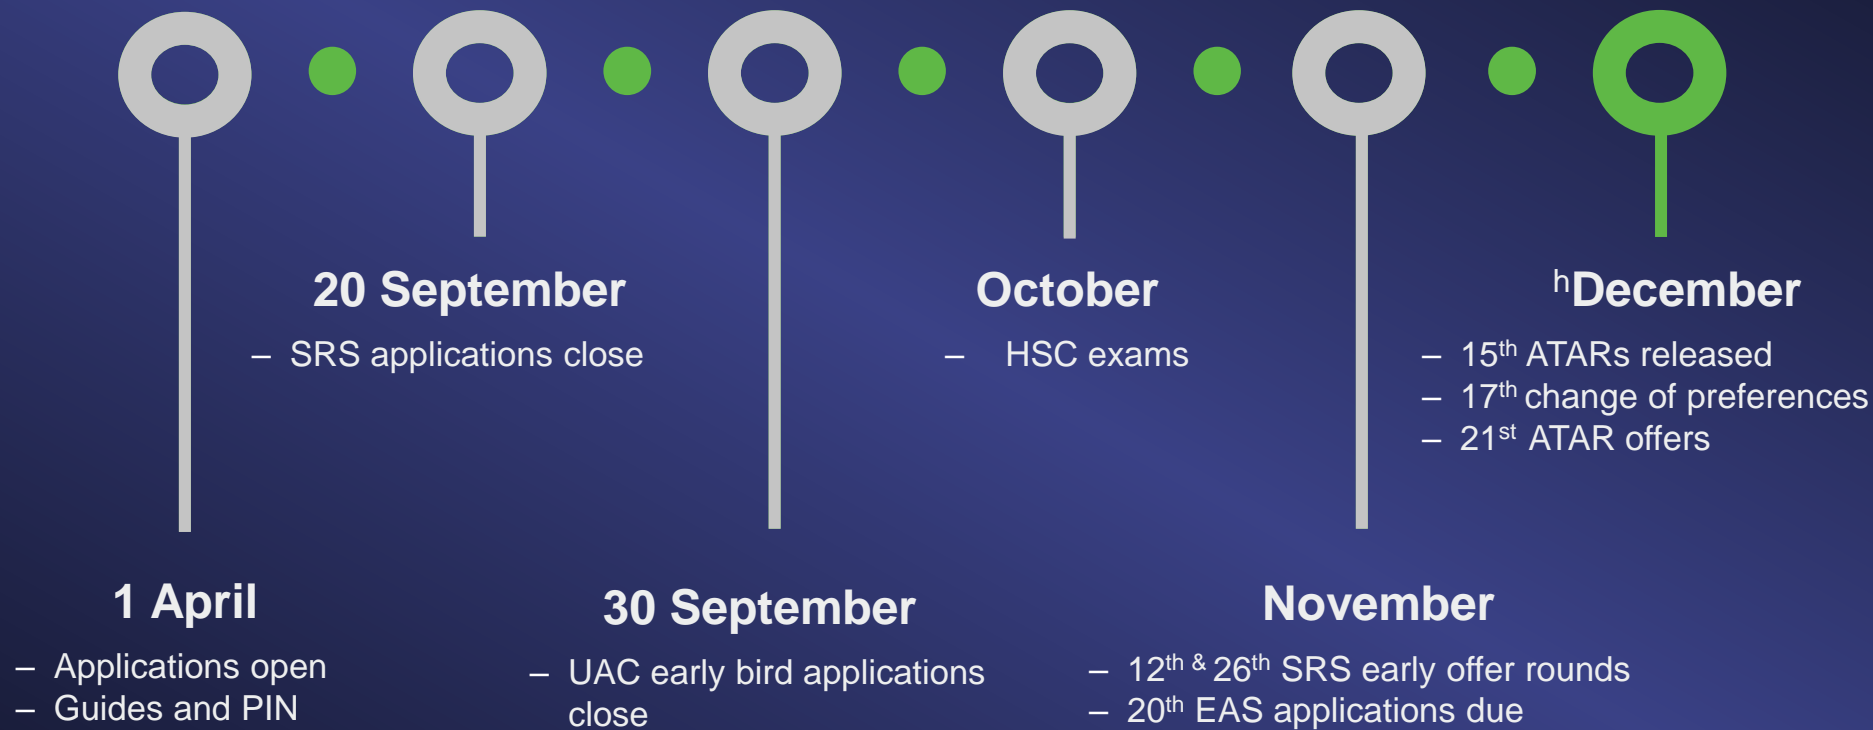 1 April
– Applications open
– Guides and PIN
20 September
– SRS applications close
30 September
– UAC early bird applications
close
October
– HSC exams
November
– 12th & 26th SRS early offer rounds
– 20th EAS applications due
hDecember
– 15th ATARs released
– 17th change of preferences
– 21st ATAR offers